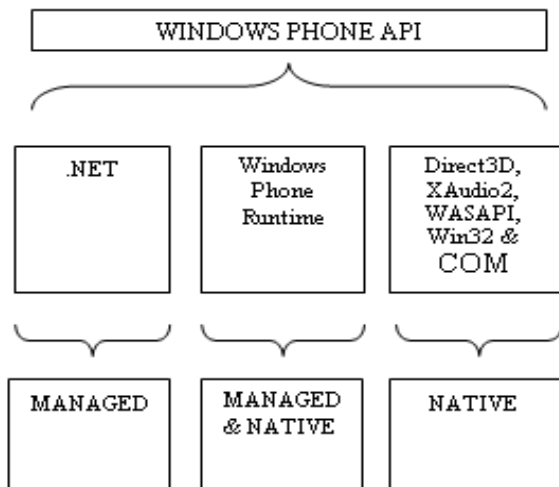 WINDOWS PHONE API
.NET
Windows
Phone
Runtime
Direct3D,
XAudio2,
WASAPI,
Win32 &
COM
MANAGED
MANAGED
& NATIVE
NATIVE